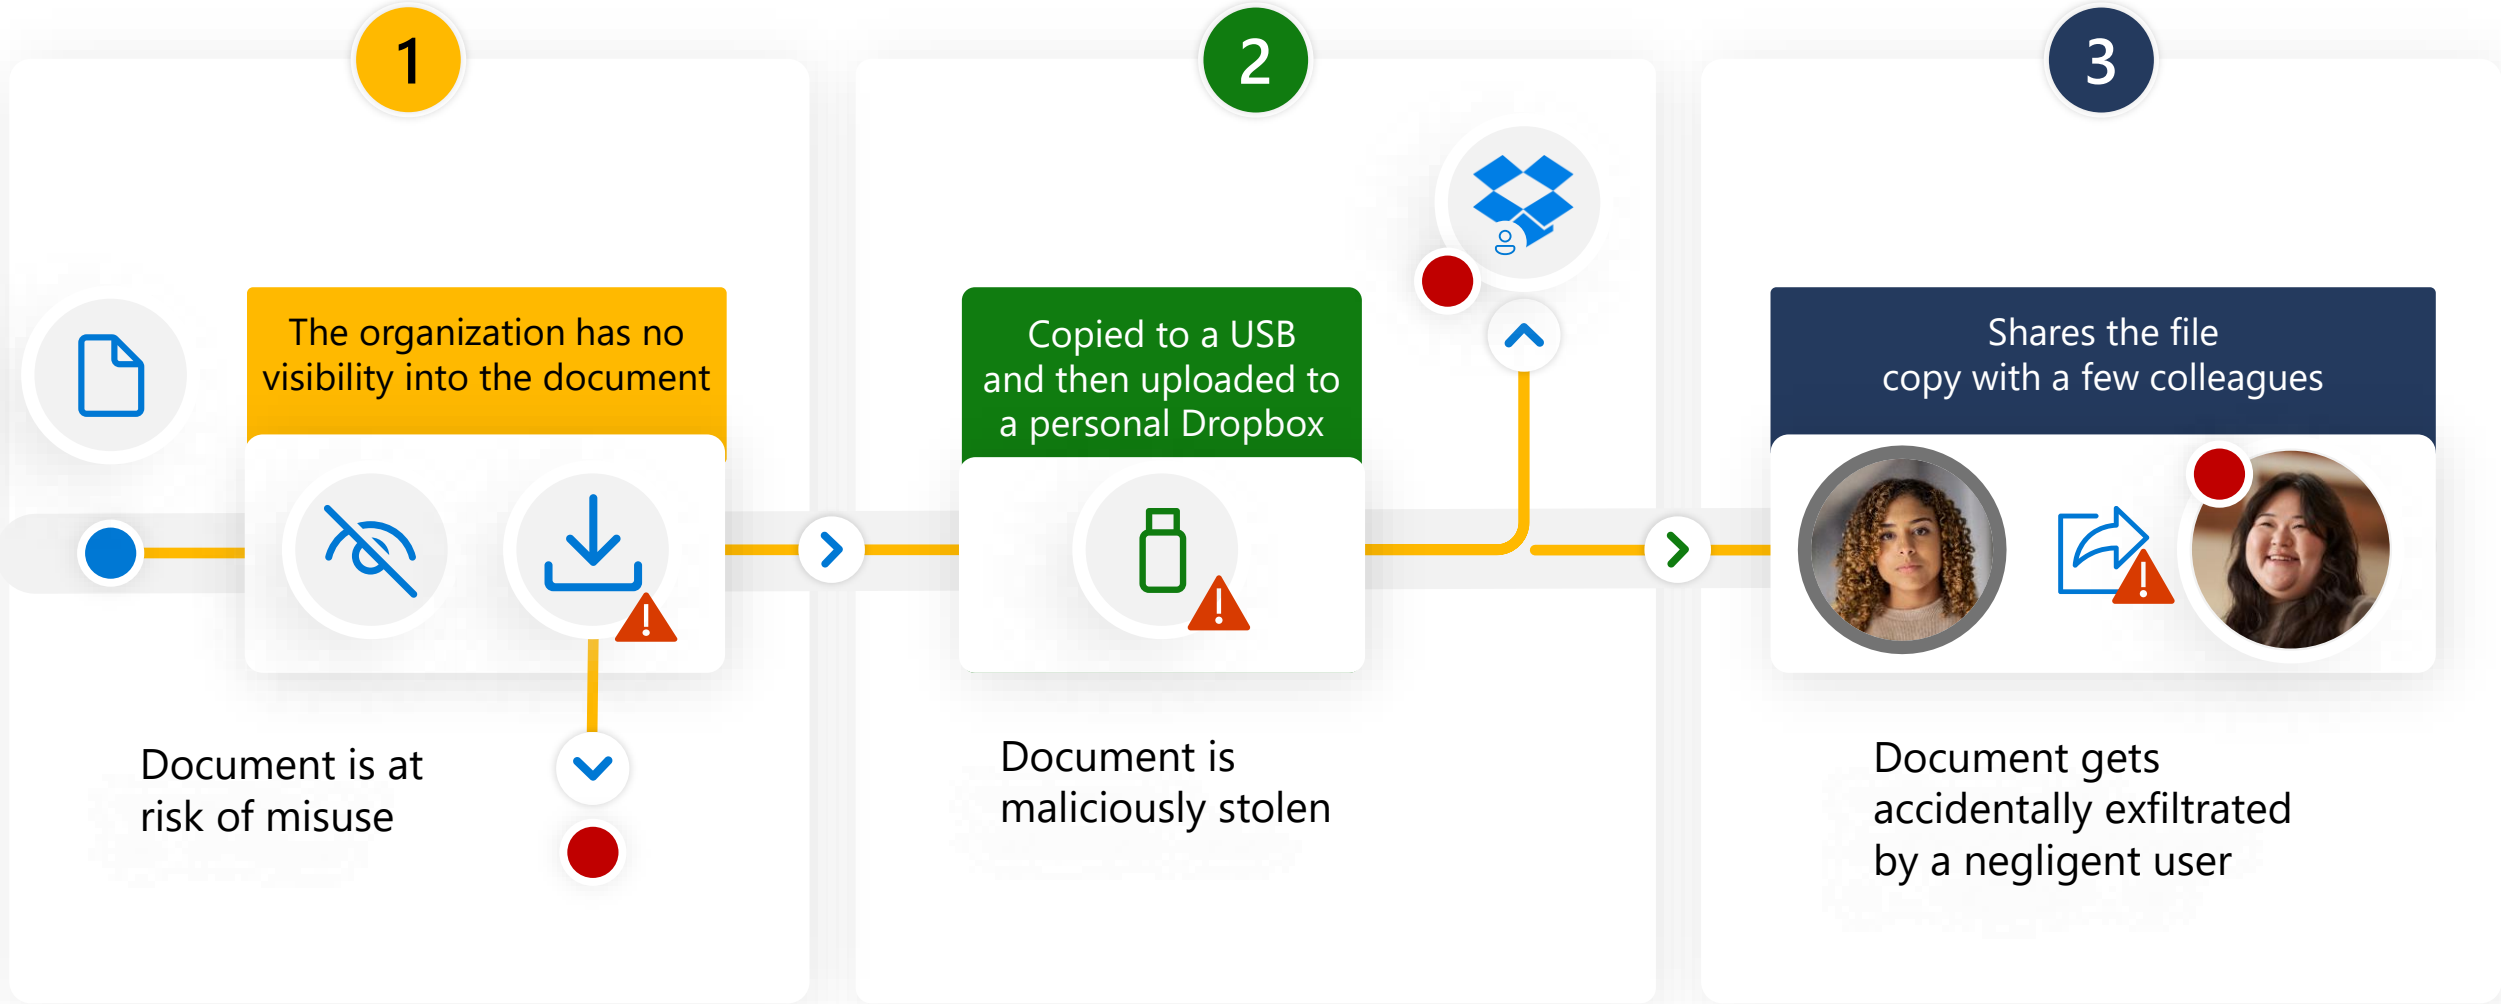 1
The organization has no
visibility into the document
Document is at
risk of misuse
2
Copied to a USB
and then uploaded to
a personal Dropbox
Document is
maliciously stolen
3
Shares the file
copy with a few colleagues
Document gets
accidentally exfiltrated
by a negligent user